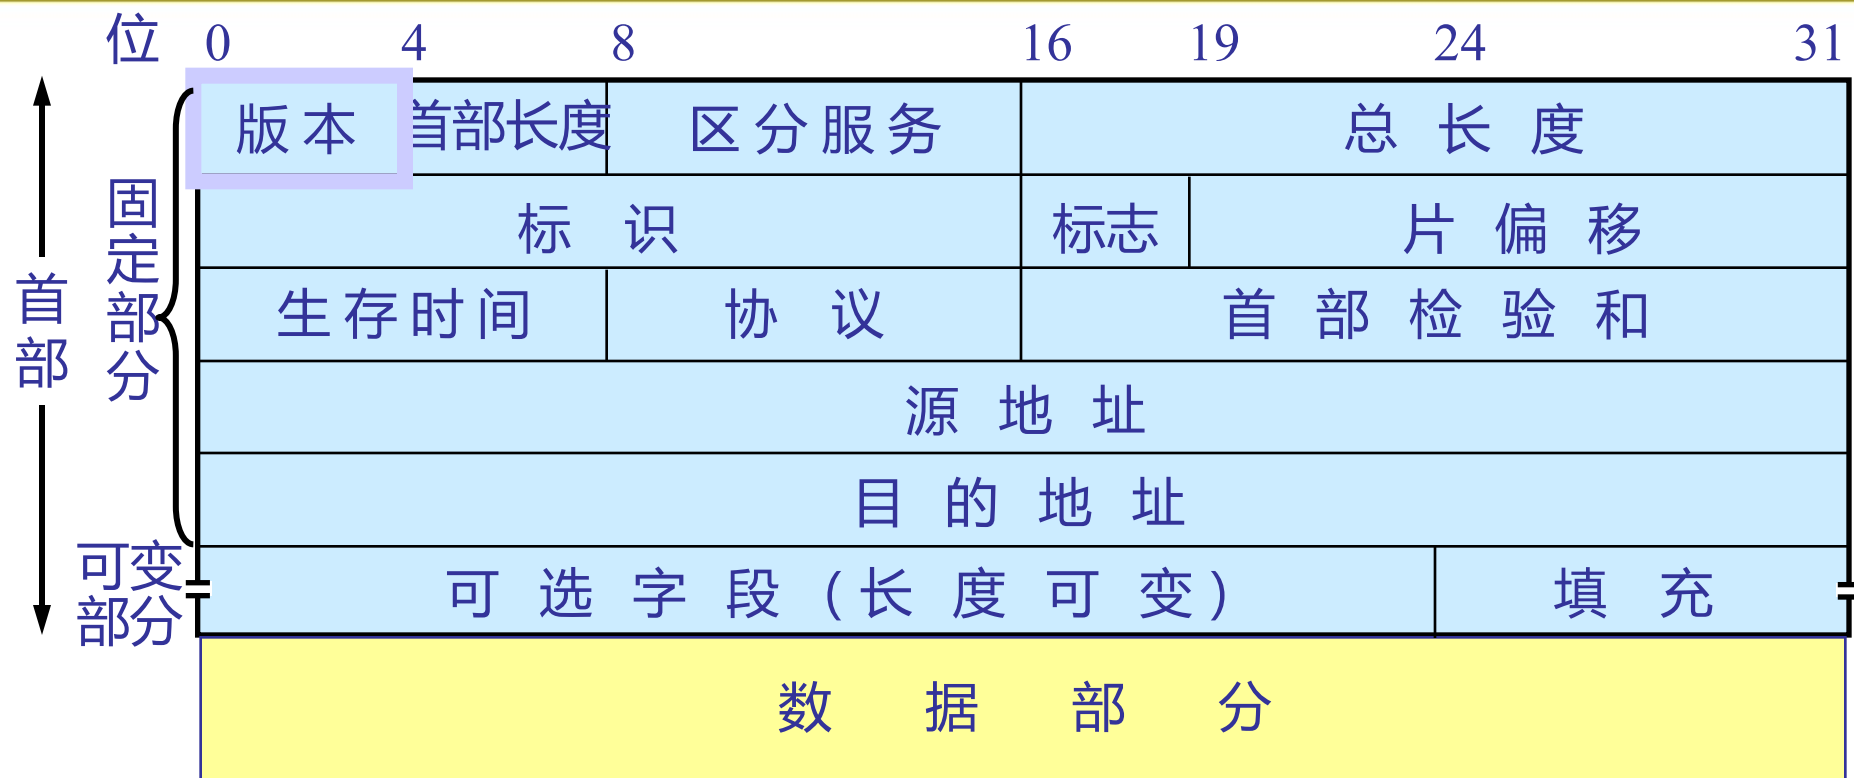 位 0 4 8 16 19 24 31
版本 首部长度 区分服务 总长度
标识 标志 片偏移
生存时间 协议 首部检验和
源地址
目的地址
可选字段(长度可变) 填充
数据部分
首部
固定部分
可变部分